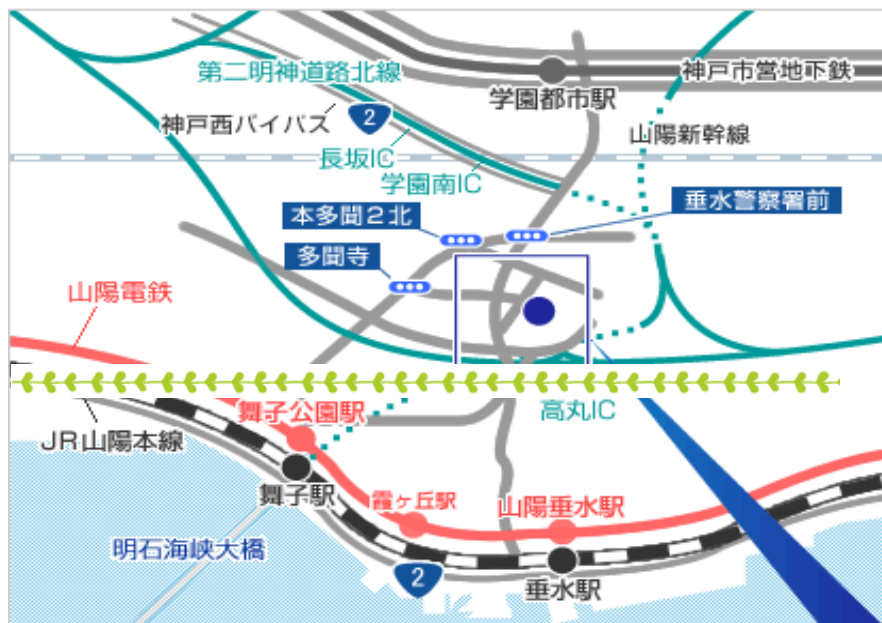 第二明神道路北線
神戸市営地下鉄
学園都市駅
2
神戸西バイパス
山陽新幹線
長坂IC
学園南IC
垂水警察署前
本多聞2北
多聞寺
山陽電鉄
高丸IC
舞子公園駅
JR山陽本線
舞子駅
霞ヶ丘駅
山陽垂水駅
明石海峡大橋
2
垂水駅